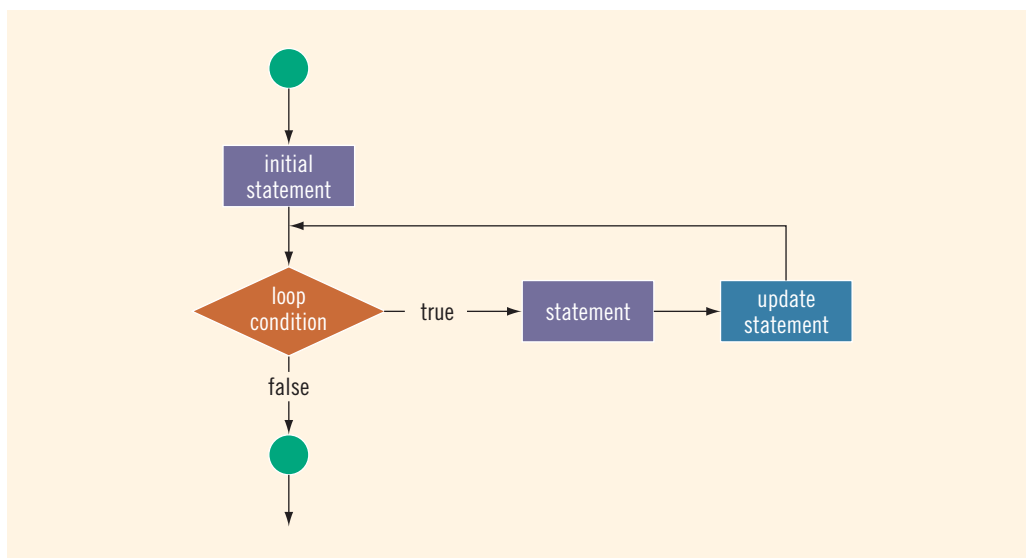 initial
statement
loop
condition
true
statement
update
statement
false